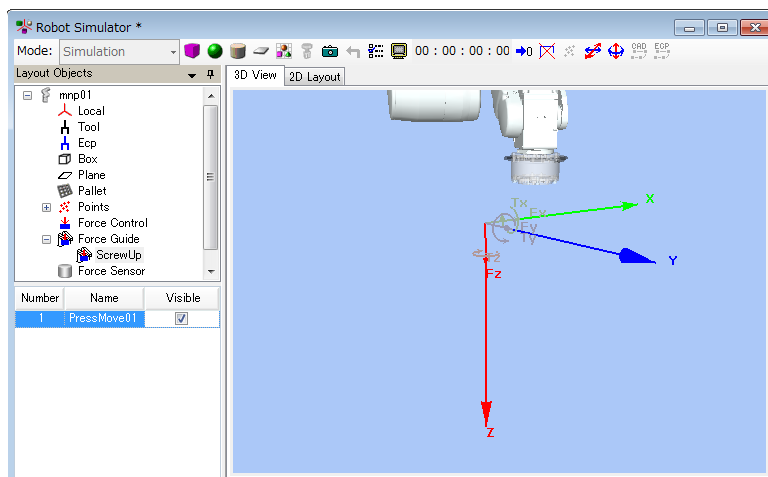 Robot Simulator *
Mode: Simulation 00 : 00 : 00 : 00 →0 CAD ECP
Layout Objects
mnp01
Local
Tool
Ecp
Box
Plane
Pallet
Points
Force Control
Force Guide
ScrewUp
Force Sensor
Number Name Visible
1 PressMove01
3D View 2D Layout
X
Tx
Fx
Fy
Ty
Y
Tz
Fz
Z